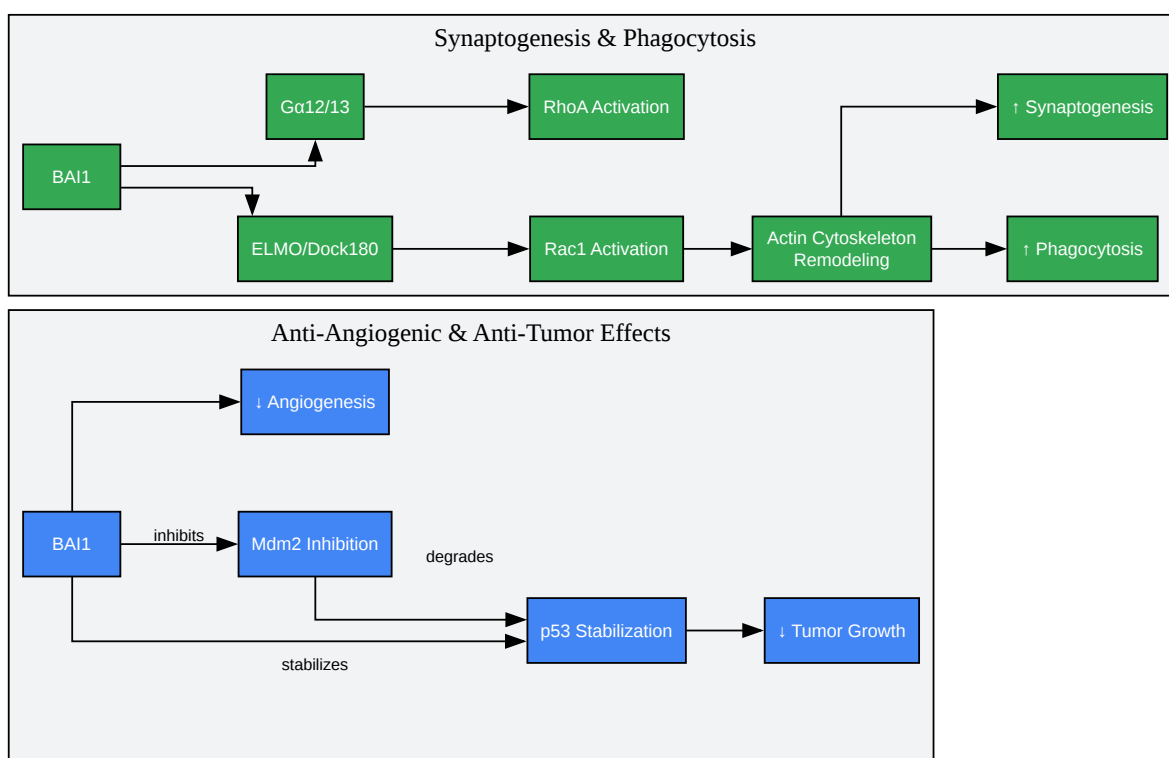 Synaptogenesis & Phagocytosis
Gα12/13
RhoA Activation
↑ Synaptogenesis
BAI1
ELMO/Dock180
Rac1 Activation
Actin Cytoskeleton
Remodeling
↑ Phagocytosis
Anti-Angiogenic & Anti-Tumor Effects
↓ Angiogenesis
BAI1
inhibits
Mdm2 Inhibition
degrades
p53 Stabilization
↓ Tumor Growth
stabilizes